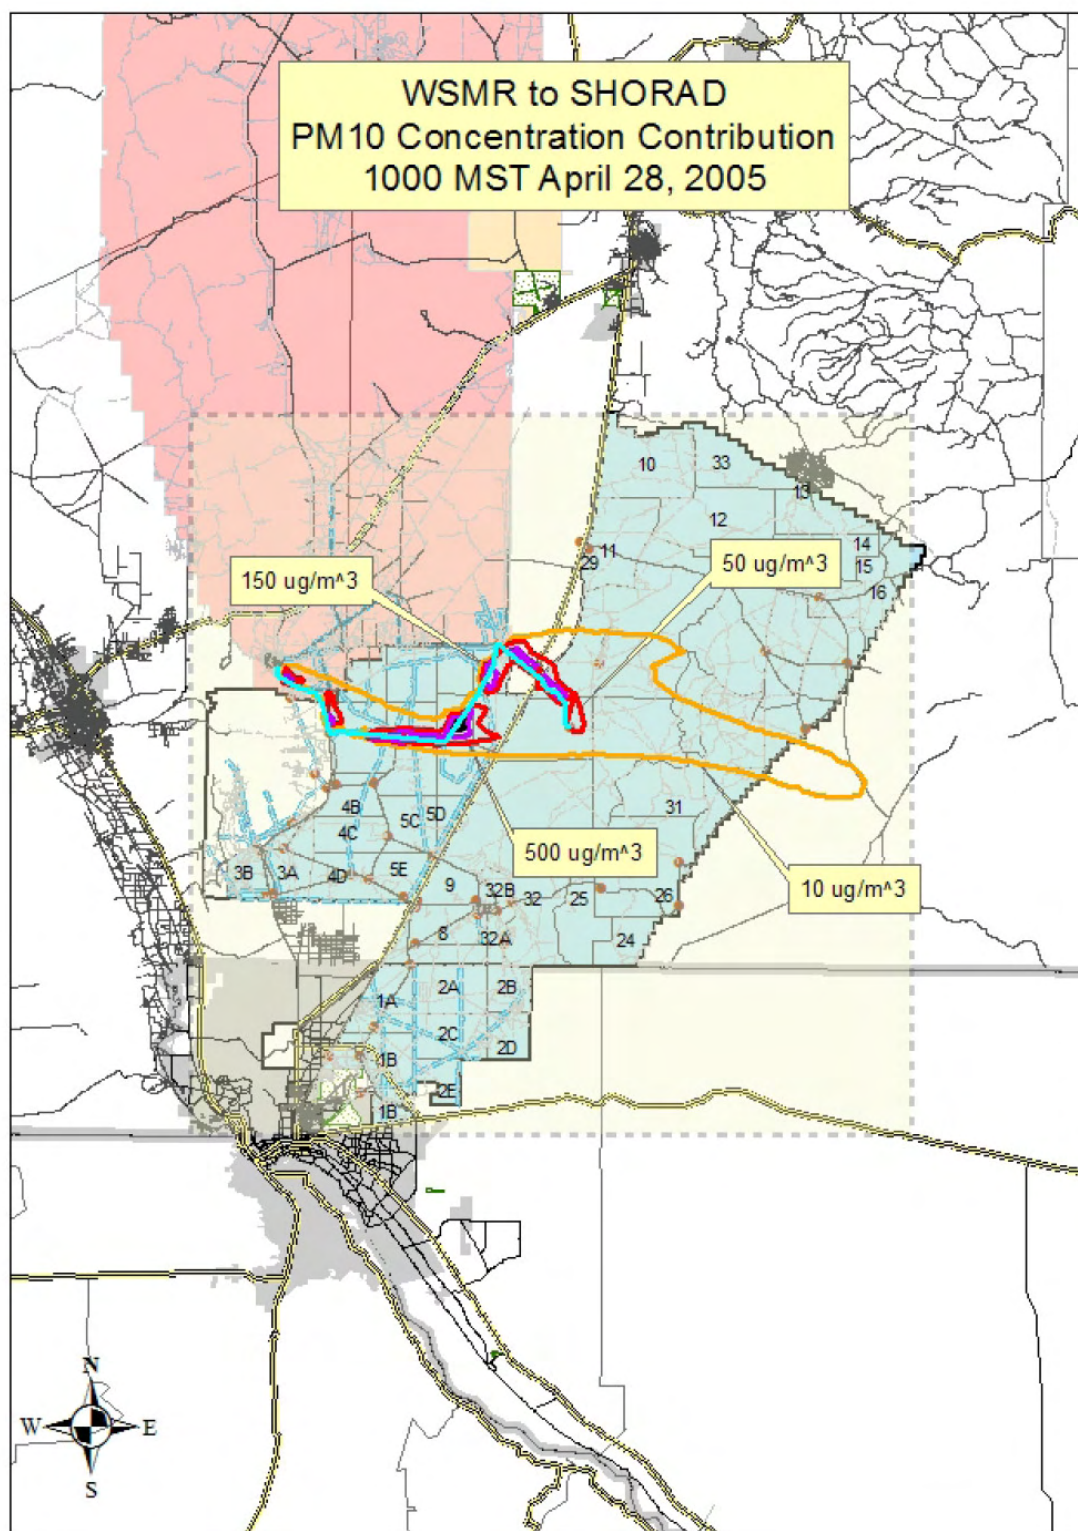 WSMR to SHORAD
PM10 Concentration Contribution
1000 MST April 28, 2005
10
33
13
12
14
15
16
11
29
150 ug/m^3
50 ug/m^3
31
4B
5C
5D
4C
500 ug/m^3
10 ug/m^3
3B
3A
4D
5E
9
32B
32
25
26
8
32A
24
1A
2A
2B
2C
2D
1B
2E
1B
N
W
E
S